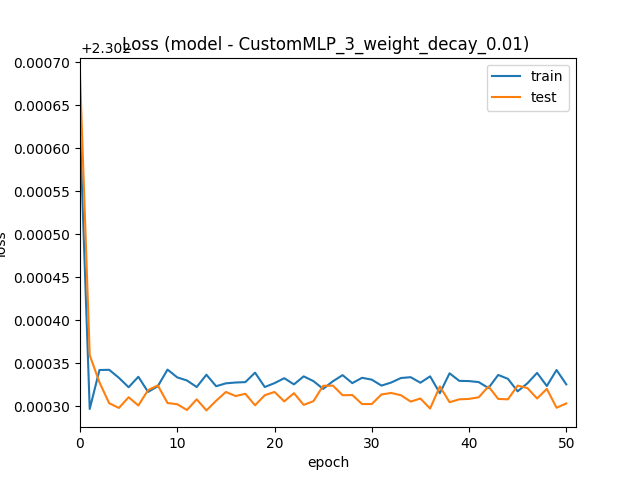 +2.302
Loss (model - CustomMLP_3_weight_decay_0.01)
0.00070
0.00065
0.00060
0.00055
0.00050
0.00045
0.00040
0.00035
0.00030
loss
train
test
0 10 20 30 40 50
epoch